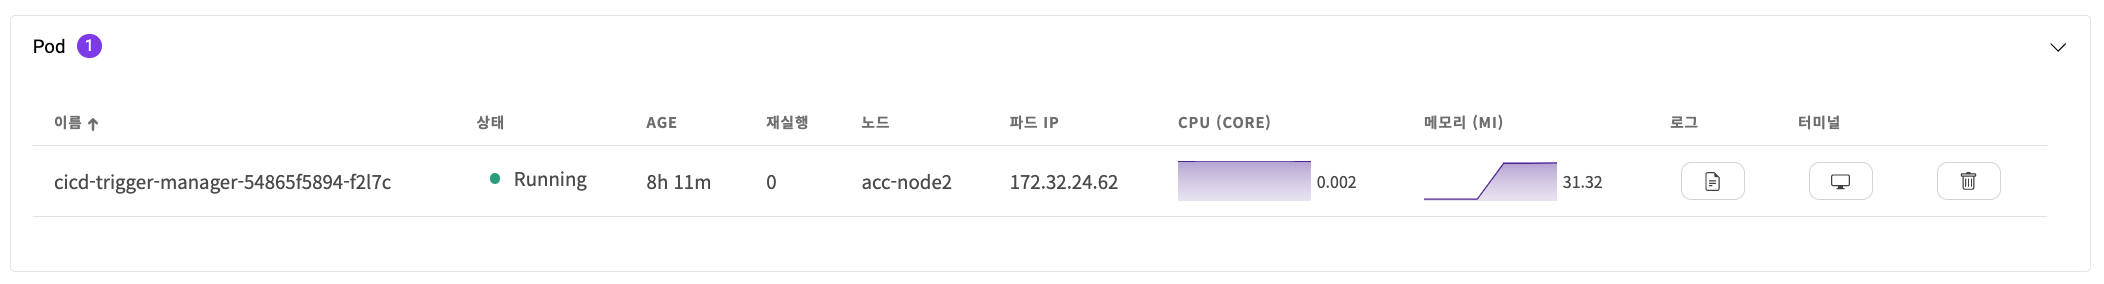 Pod 1
이름 ↑ 상태 AGE 재실행 노드 파드 IP CPU (CORE) 메모리 (MI) 로그 터미널
cicd-trigger-manager-54865f5894-f2l7c Running 8h 11m 0 acc-node2 172.32.24.62 0.002 31.32